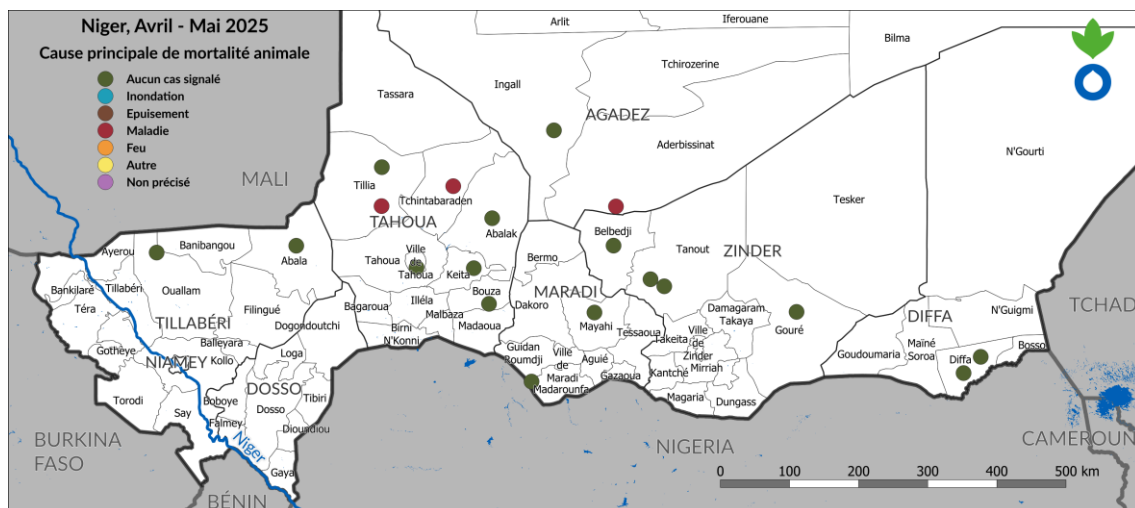 Niger, Avril - Mai 2025
Cause principale de mortalité animale
Aucun cas signalé
Inondation
Epuisement
Maladie
Feu
Autre
Non précisé
Arlit
Iferouane
Bilma
Ingall
Tchirozerine
Tassara
AGADEZ
Aderbissinat
N'Gourti
MALI
Tillia
Tchintabaraden
Tesker
TAHOUA
Abalak
Belbedji
Tanout
ZINDER
Ayerou
Banibangou
Abala
Tahoua
Ville
de
Tahoua
Keita
Bermo
Bankilaré
Tillabéri
Ouallam
Bouza
MARADI
Téra
Filingué
Bagaroua
Illéla
Malbaza
Dakoro
Damagaram
Takaya
N'Guigmi
TCHAD
TILLABÉRI
Dogondoutchi
Birni
N'Konni
Madaoua
Mayahi
Tessaoua
Takeita
Ville
de
Zinder
Gouré
DIFFA
Gotheye
NIAMEY
Balleyara
Kollo
Loga
Guidan
Roumdji
Ville
de
Maradi
Aguié
Mirriah
Goudoumaria
Maïné
Soroa
Diffa
Bosso
Torodi
Say
Boboye
DOSSO
Tibiri
Madarounfa
Gazaoua
Kantché
Magaria
Dungass
Dosso
Falmey
Dioundiou
Gaya
Niger
BURKINA
FASO
BÉNIN
NIGERIA
CAMEROUN
0 100 200 300 400 500 km